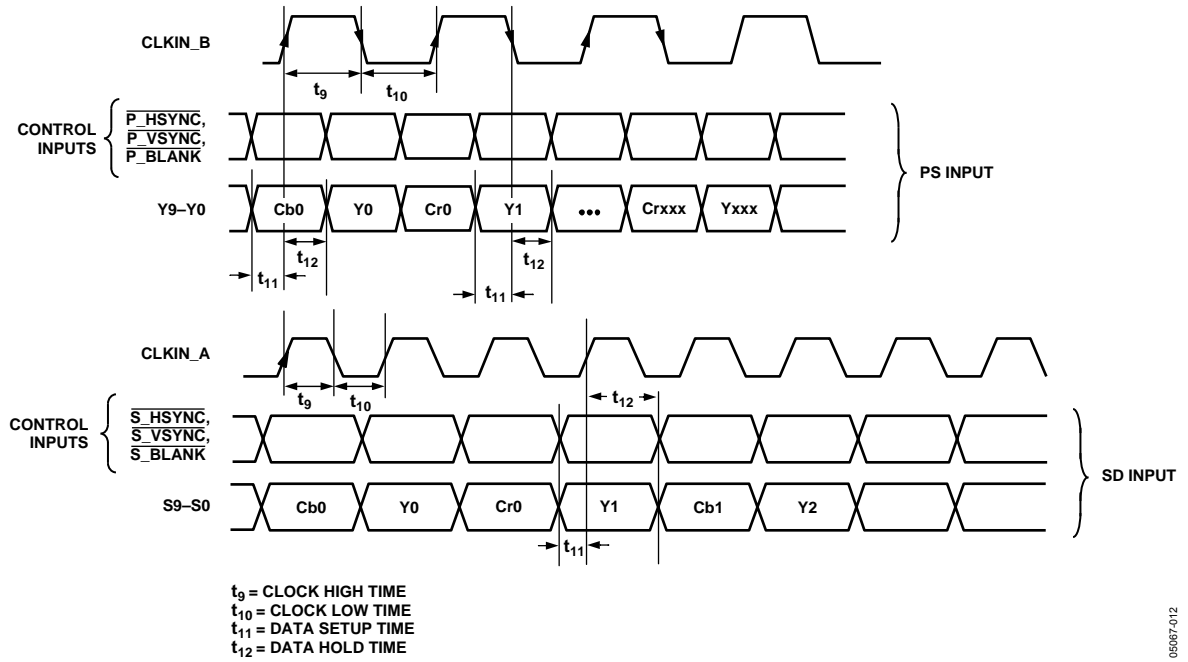 CLKIN_B
t9
t10
CONTROL
INPUTS
P_HSYNC,
P_VSYNC,
P_BLANK
PS INPUT
Y9–Y0
Cb0
Y0
Cr0
Y1
•••
Crxxx
Yxxx
t12
t12
t11
t11
CLKIN_A
t9
t10
t12
CONTROL
INPUTS
S_HSYNC,
S_VSYNC,
S_BLANK
SD INPUT
S9–S0
Cb0
Y0
Cr0
Y1
Cb1
Y2
t11
t9 = CLOCK HIGH TIME
t10 = CLOCK LOW TIME
t11 = DATA SETUP TIME
t12 = DATA HOLD TIME
05067-012